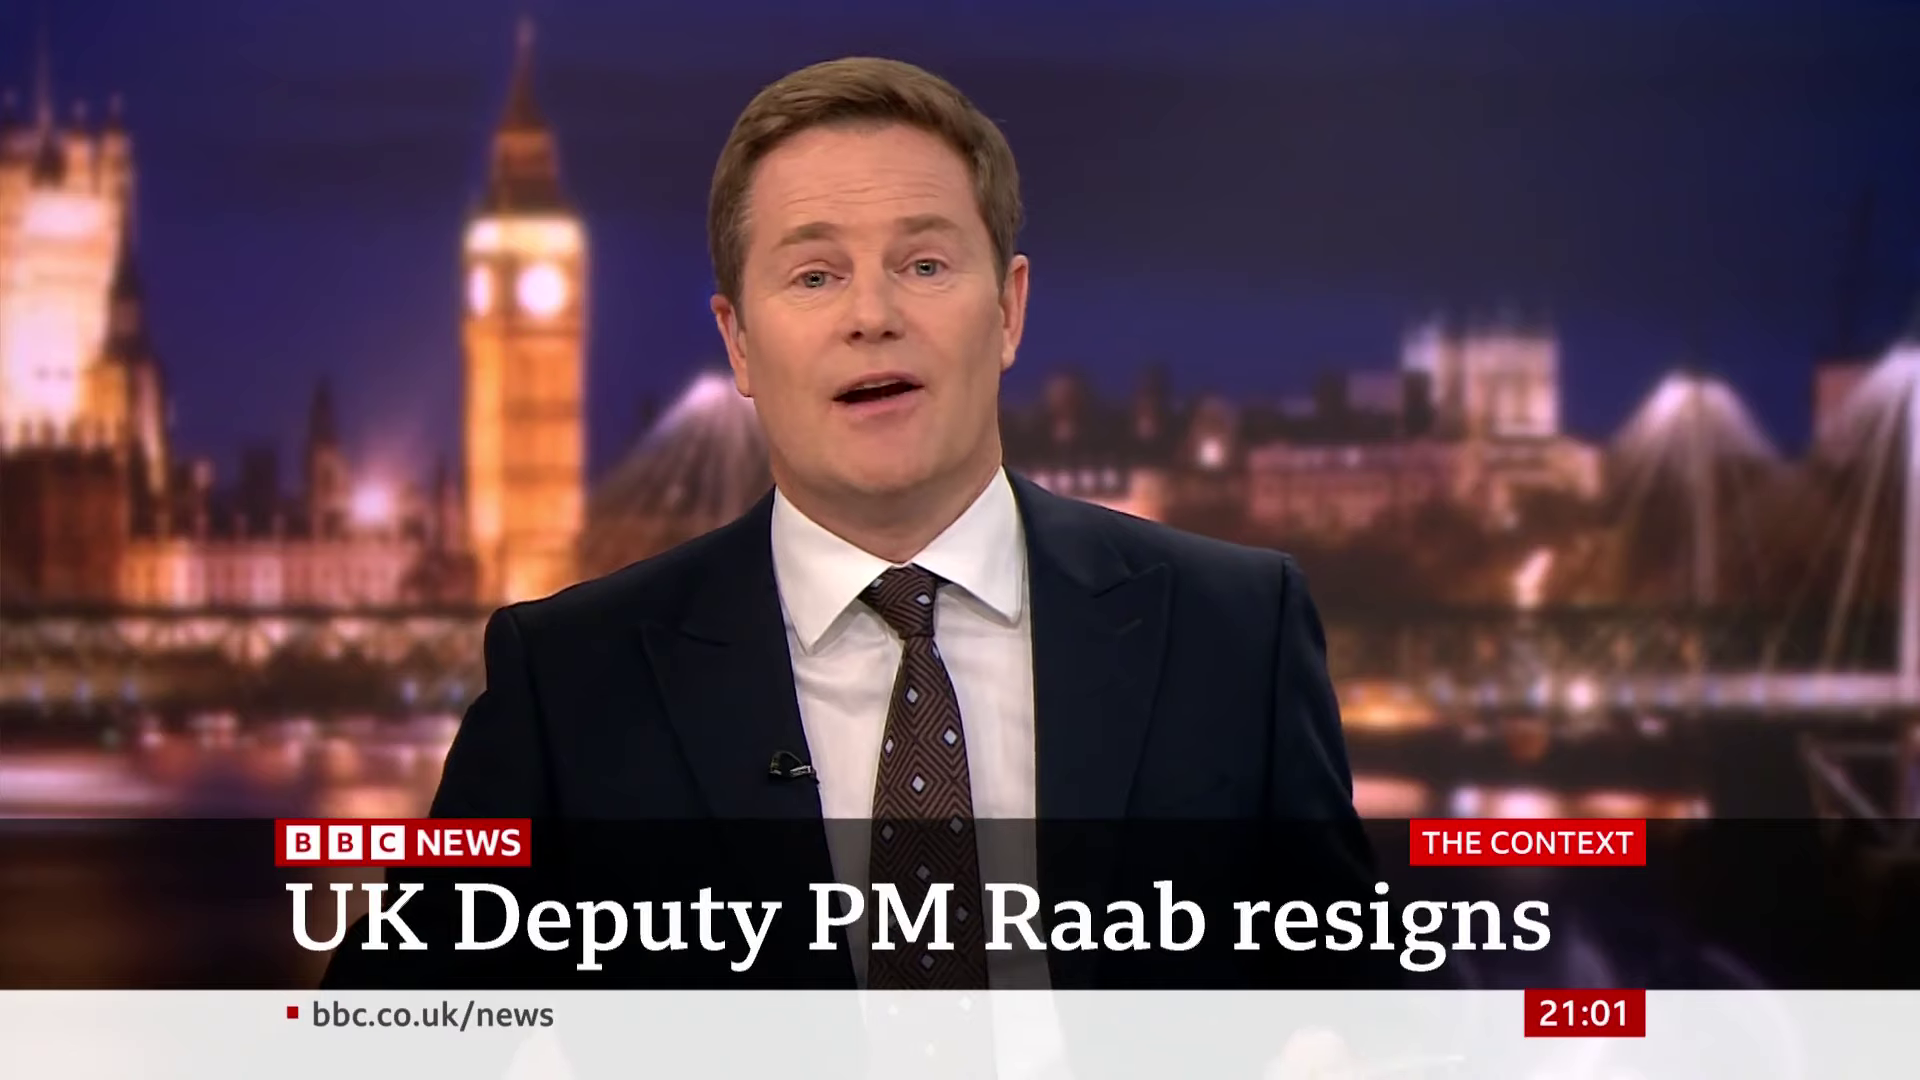 BBC NEWS
THE CONTEXT
UK Deputy PM Raab resigns
bbc.co.uk/news
21:01